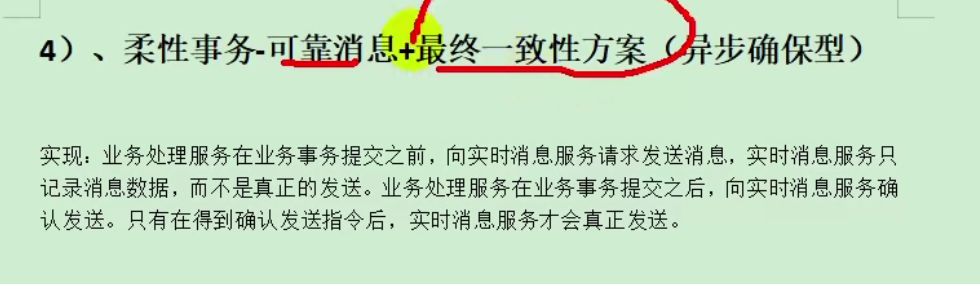 4）、柔性事务-可靠消息+最终一致性方案（异步确保型）
实现：业务处理服务在业务事务提交之前，向实时消息服务请求发送消息，实时消息服务只
记录消息数据，而不是真正的发送。业务处理服务在业务事务提交之后，向实时消息服务确
认发送。只有在得到确认发送指令后，实时消息服务才会真正发送。